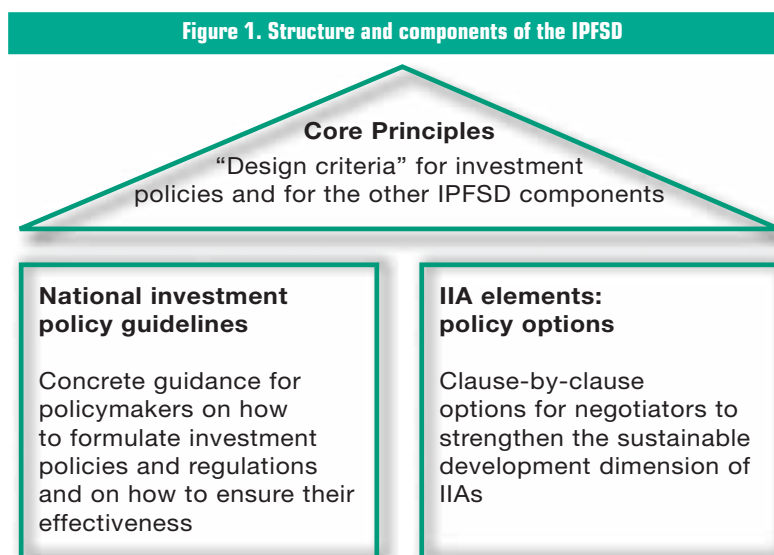 Figure 1. Structure and components of the IPFSD
Core Principles
“Design criteria” for investment
policies and for the other IPFSD components
National investment
policy guidelines
Concrete guidance for
policymakers on how
to formulate investment
policies and regulations
and on how to ensure their
effectiveness
IIA elements:
policy options
Clause-by-clause
options for negotiators to
strengthen the sustainable
development dimension of
IIAs